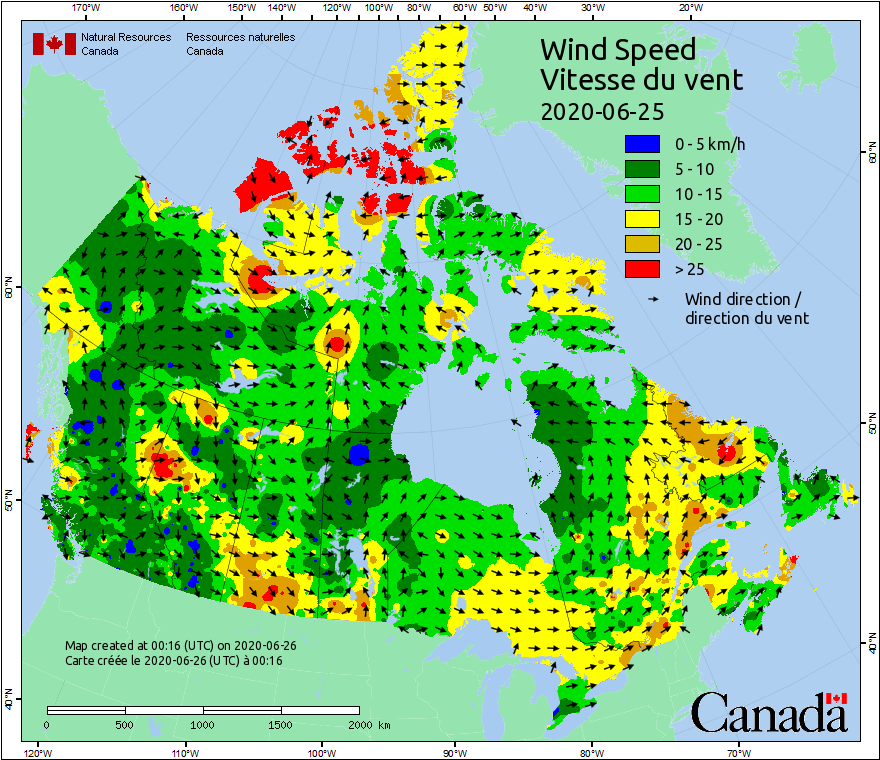 170°W 160°W 150°W 140°W 120°W 100°W 80°W 60°W 50°W 40°W 30°W 20°W
Natural Resources Ressources naturelles
Canada Canada
Wind Speed
Vitesse du vent
2020-06-25
0 - 5 km/h
5 - 10
10 - 15
15 - 20
20 - 25
> 25
Wind direction /
direction du vent
60°N
60°N
50°N
50°N
40°N
40°N
Map created at 00:16 (UTC) on 2020-06-26
Carte créée le 2020-06-26 (UTC) à 00:16
0 500 1000 1500 2000 km
Canada
120°W 110°W 100°W 90°W 80°W 70°W